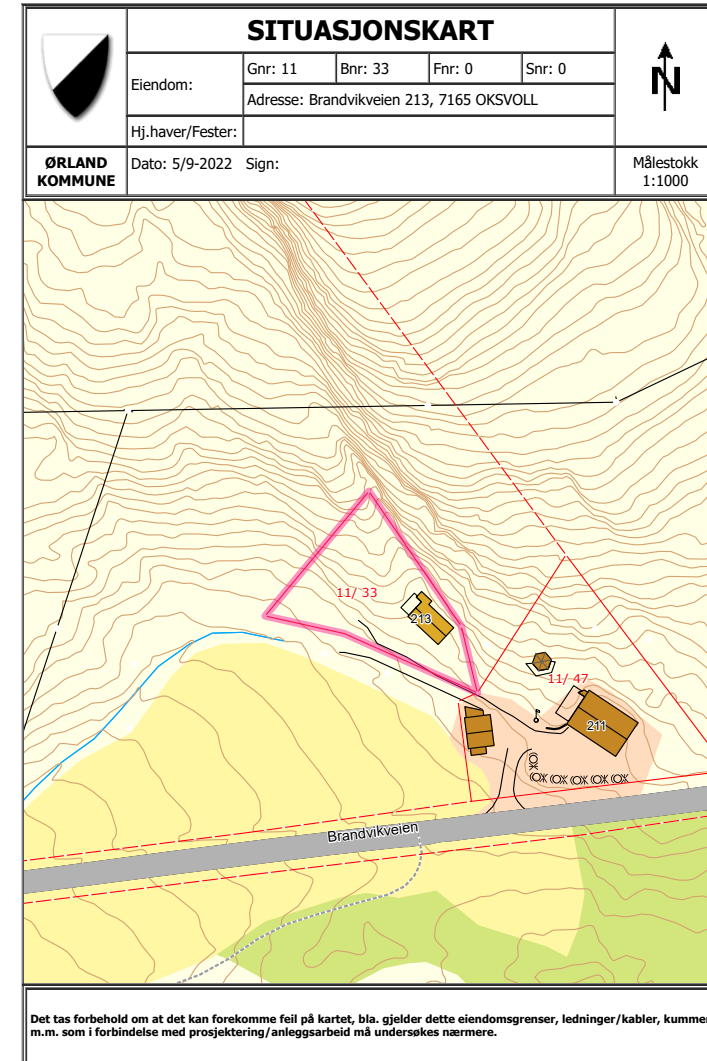 SITUASJONSKART
Eiendom:
Gnr: 11
Bnr: 33
Fnr: 0
Snr: 0
Adresse: Brandvikveien 213, 7165 OKSVOLL
Hj.haver/Fester:
ØRLAND
KOMMUNE
Dato: 5/9-2022 Sign:
Målestokk
1:1000
N
11/ 33
213
11/ 47
211
Brandvikveien
Det tas forbehold om at det kan forekomme feil på kartet, bla. gjelder dette eiendomsgrenser, ledninger/kabler, kummer
m.m. som i forbindelse med prosjektering/anleggsarbeid må undersøkes nærmere.